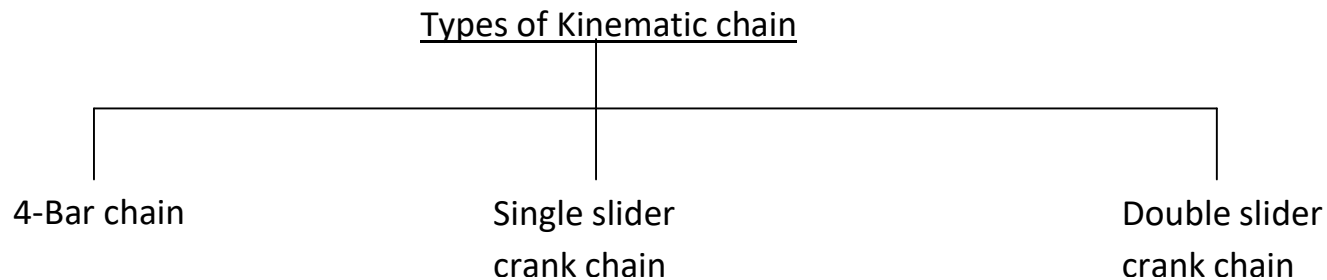 Types of Kinematic chain
4-Bar chain
Single slider
crank chain
Double slider
crank chain